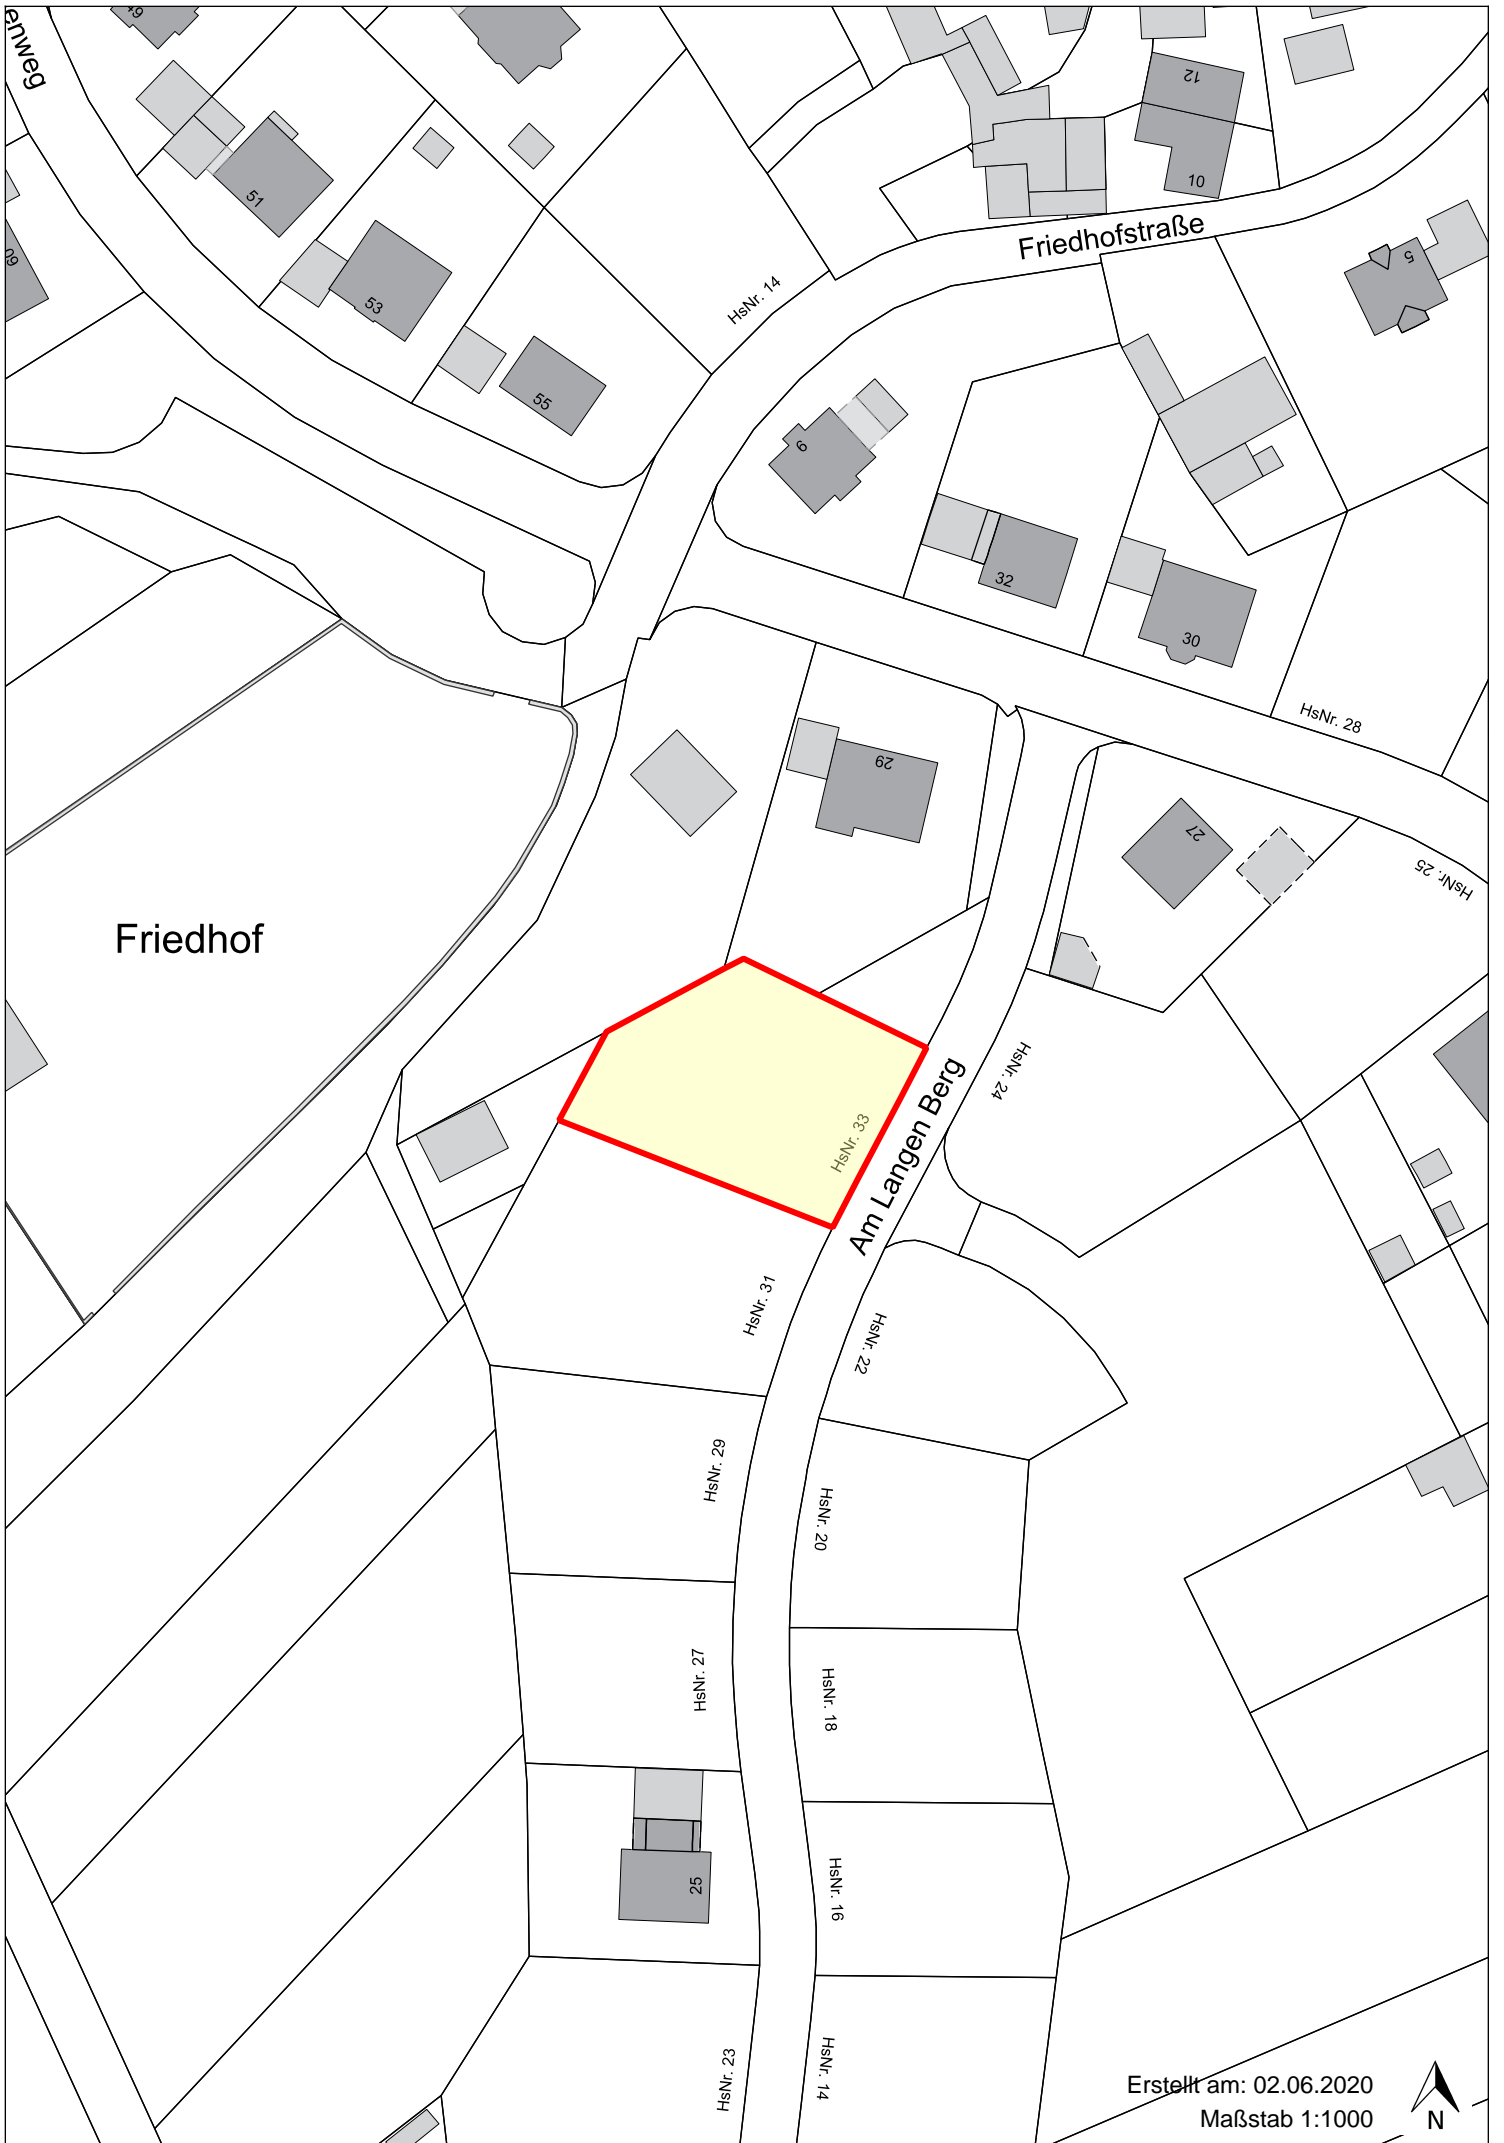 enweg
49
12
51
10
Friedhofstraße
60
5
53
HsNr. 14
55
6
32
30
HsNr. 28
29
27
HsNr. 25
Friedhof
HsNr. 24
HsNr. 33
Am Langen Berg
HsNr. 31
HsNr. 22
HsNr. 29
HsNr. 20
HsNr. 27
HsNr. 18
25
HsNr. 16
HsNr. 23
HsNr. 14
Erstellt am: 02.06.2020
Maßstab 1:1000
N